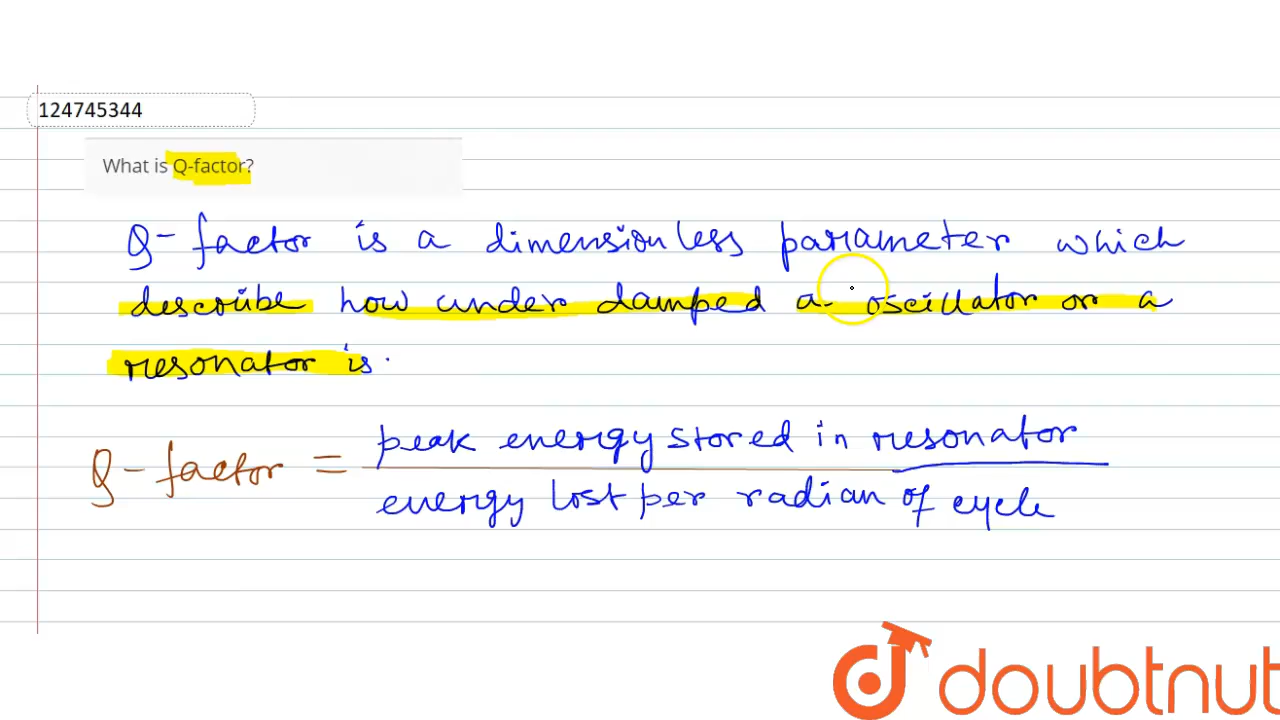 124745344
What is Q-factor?
Q-factor is a dimensionless parameter which
describe how under damped a oscillator or a
resonator is.
Q-factor = peak energy stored in resonator
energy lost per radian of cycle
doubtnut